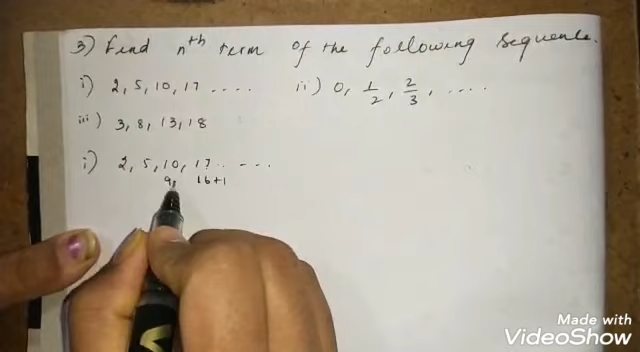 3) Find nth term of the following sequence.
i) 2, 5, 10, 17 .... ii) 0, 1/2, 2/3, ....
iii) 3, 8, 13, 18
i) 2, 5, 10, 17 .. ...
9, 16+1
Made with
VideoShow